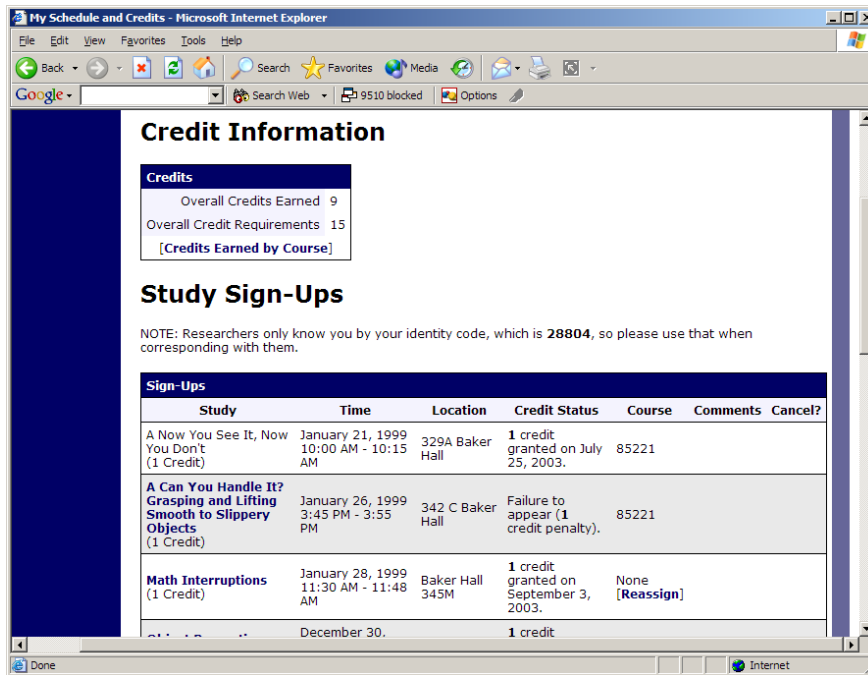 My Schedule and Credits - Microsoft Internet Explorer
File Edit View Favorites Tools Help
Back Search Favorites Media
Google Search Web 9510 blocked Options
Credit Information
Credits
Overall Credits Earned 9
Overall Credit Requirements 15
[Credits Earned by Course]
Study Sign-Ups
NOTE: Researchers only know you by your identity code, which is 28804, so please use that when
corresponding with them.
Sign-Ups
Study Time Location Credit Status Course Comments Cancel?
A Now You See It, Now
You Don't
(1 Credit)
January 21, 1999
10:00 AM - 10:15
AM
329A Baker
Hall
1 credit
granted on July
25, 2003.
85221
A Can You Handle It?
Grasping and Lifting
Smooth to Slippery
Objects
(1 Credit)
January 26, 1999
3:45 PM - 3:55
PM
342 C Baker
Hall
Failure to
appear (1
credit penalty).
85221
Math Interruptions
(1 Credit)
January 28, 1999
11:30 AM - 11:48
AM
Baker Hall
345M
1 credit
granted on
September 3,
2003.
None
[Reassign]
December 30,
1 credit
Done Internet